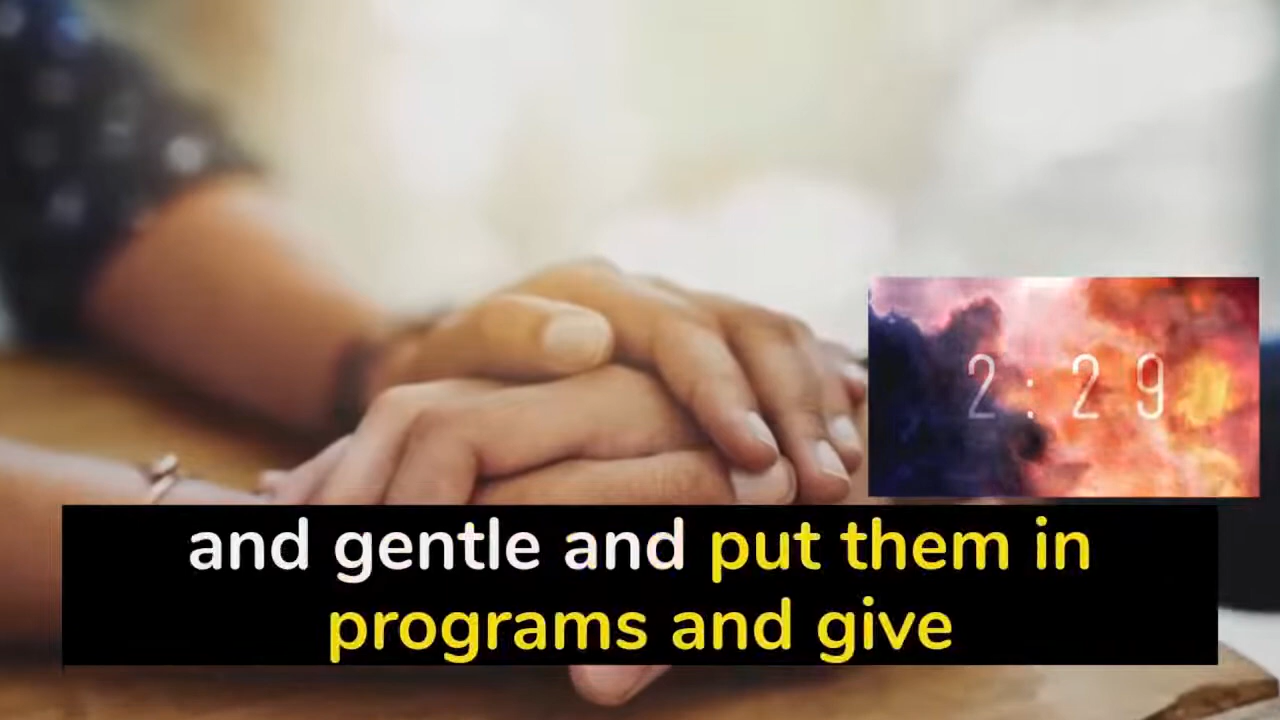 2:29
and gentle and put them in
programs and give